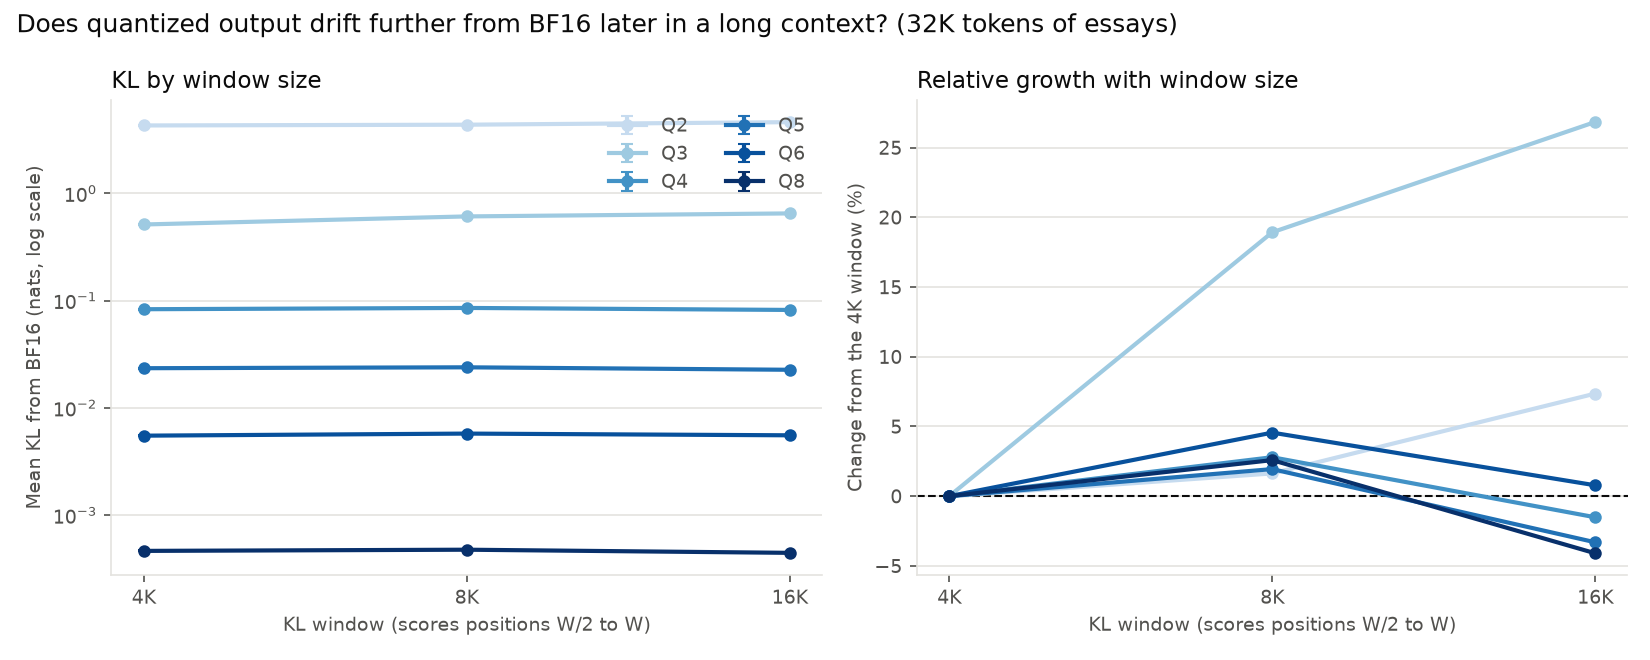 Does quantized output drift further from BF16 later in a long context? (32K tokens of essays)
KL by window size
Mean KL from BF16 (nats, log scale)
10⁰
10⁻¹
10⁻²
10⁻³
Q2
Q3
Q4
Q5
Q6
Q8
4K
8K
16K
KL window (scores positions W/2 to W)
Relative growth with window size
Change from the 4K window (%)
25
20
15
10
5
0
−5
4K
8K
16K
KL window (scores positions W/2 to W)